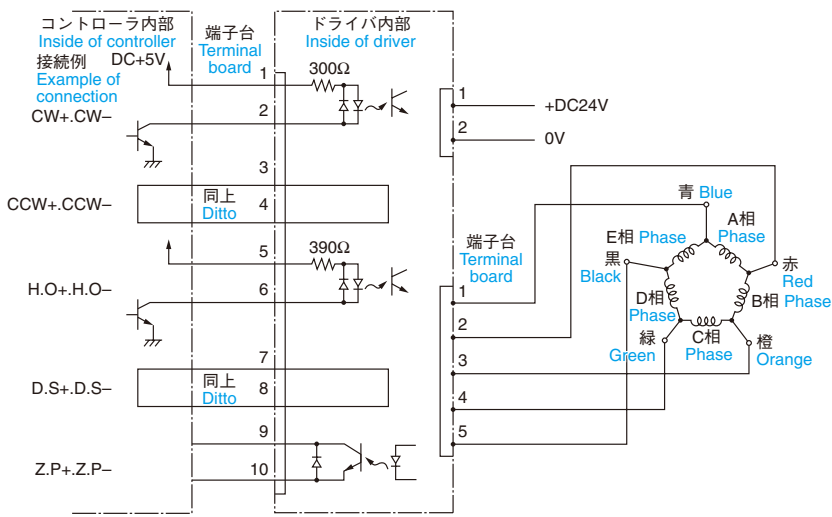 コントローラ内部
Inside of controller
接続例 DC+5V
Example of
connection
端子台
Terminal
board
ドライバ内部
Inside of driver
1
300Ω
CW+.CW–
2
3
CCW+.CCW–
同上
Ditto
4
5
390Ω
H.O+.H.O–
6
7
D.S+.D.S–
同上
Ditto
8
9
Z.P+.Z.P–
10
1
+DC24V
2
0V
端子台
Terminal
board
1
2
3
4
5
青 Blue
A相
Phase
E相 Phase
黒
Black
赤
Red
B相 Phase
D相
Phase
緑
Green
C相
Phase
橙
Orange